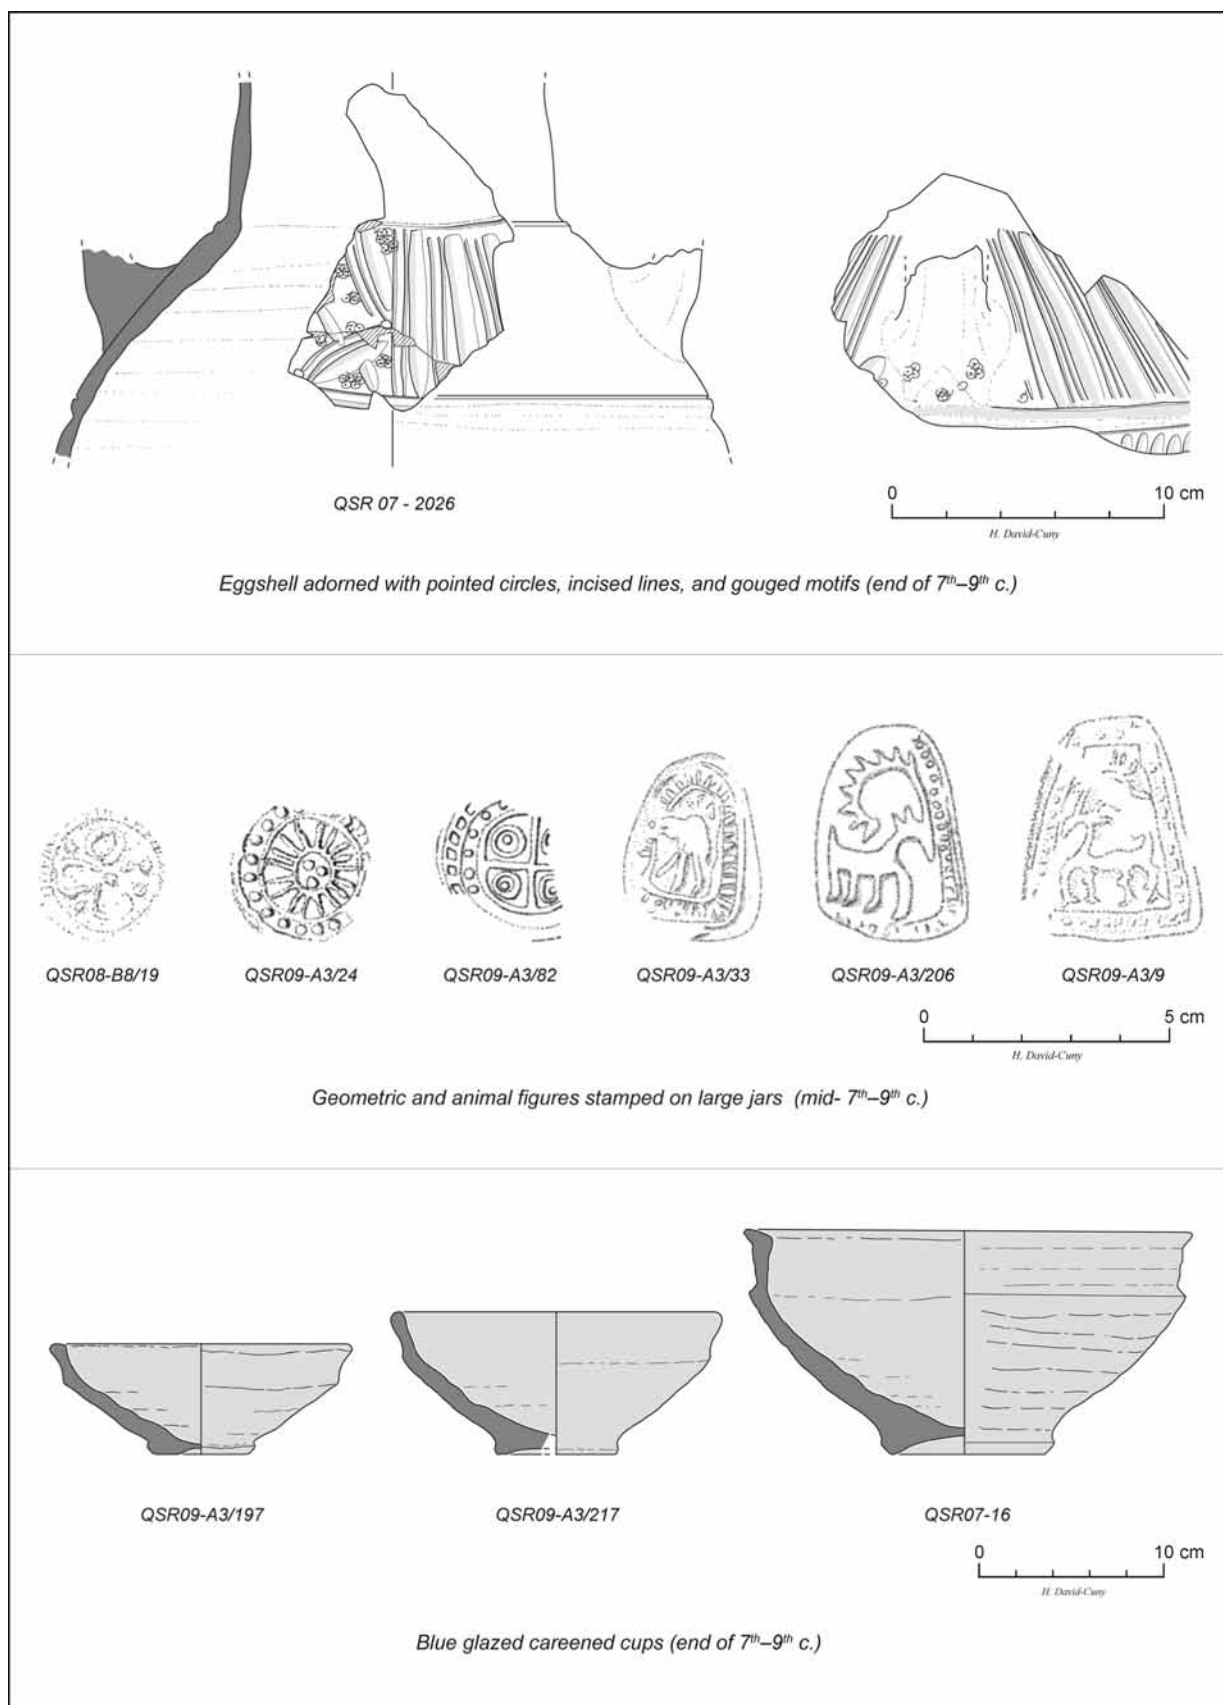 QSR 07 - 2026
0 10 cm
H. David-Cuny
Eggshell adorned with pointed circles, incised lines, and gouged motifs (end of 7th–9th c.)
QSR08-B8/19 QSR09-A3/24 QSR09-A3/82 QSR09-A3/33 QSR09-A3/206 QSR09-A3/9
0 5 cm
H. David-Cuny
Geometric and animal figures stamped on large jars (mid- 7th–9th c.)
QSR09-A3/197 QSR09-A3/217 QSR07-16
0 10 cm
H. David-Cuny
Blue glazed careened cups (end of 7th–9th c.)